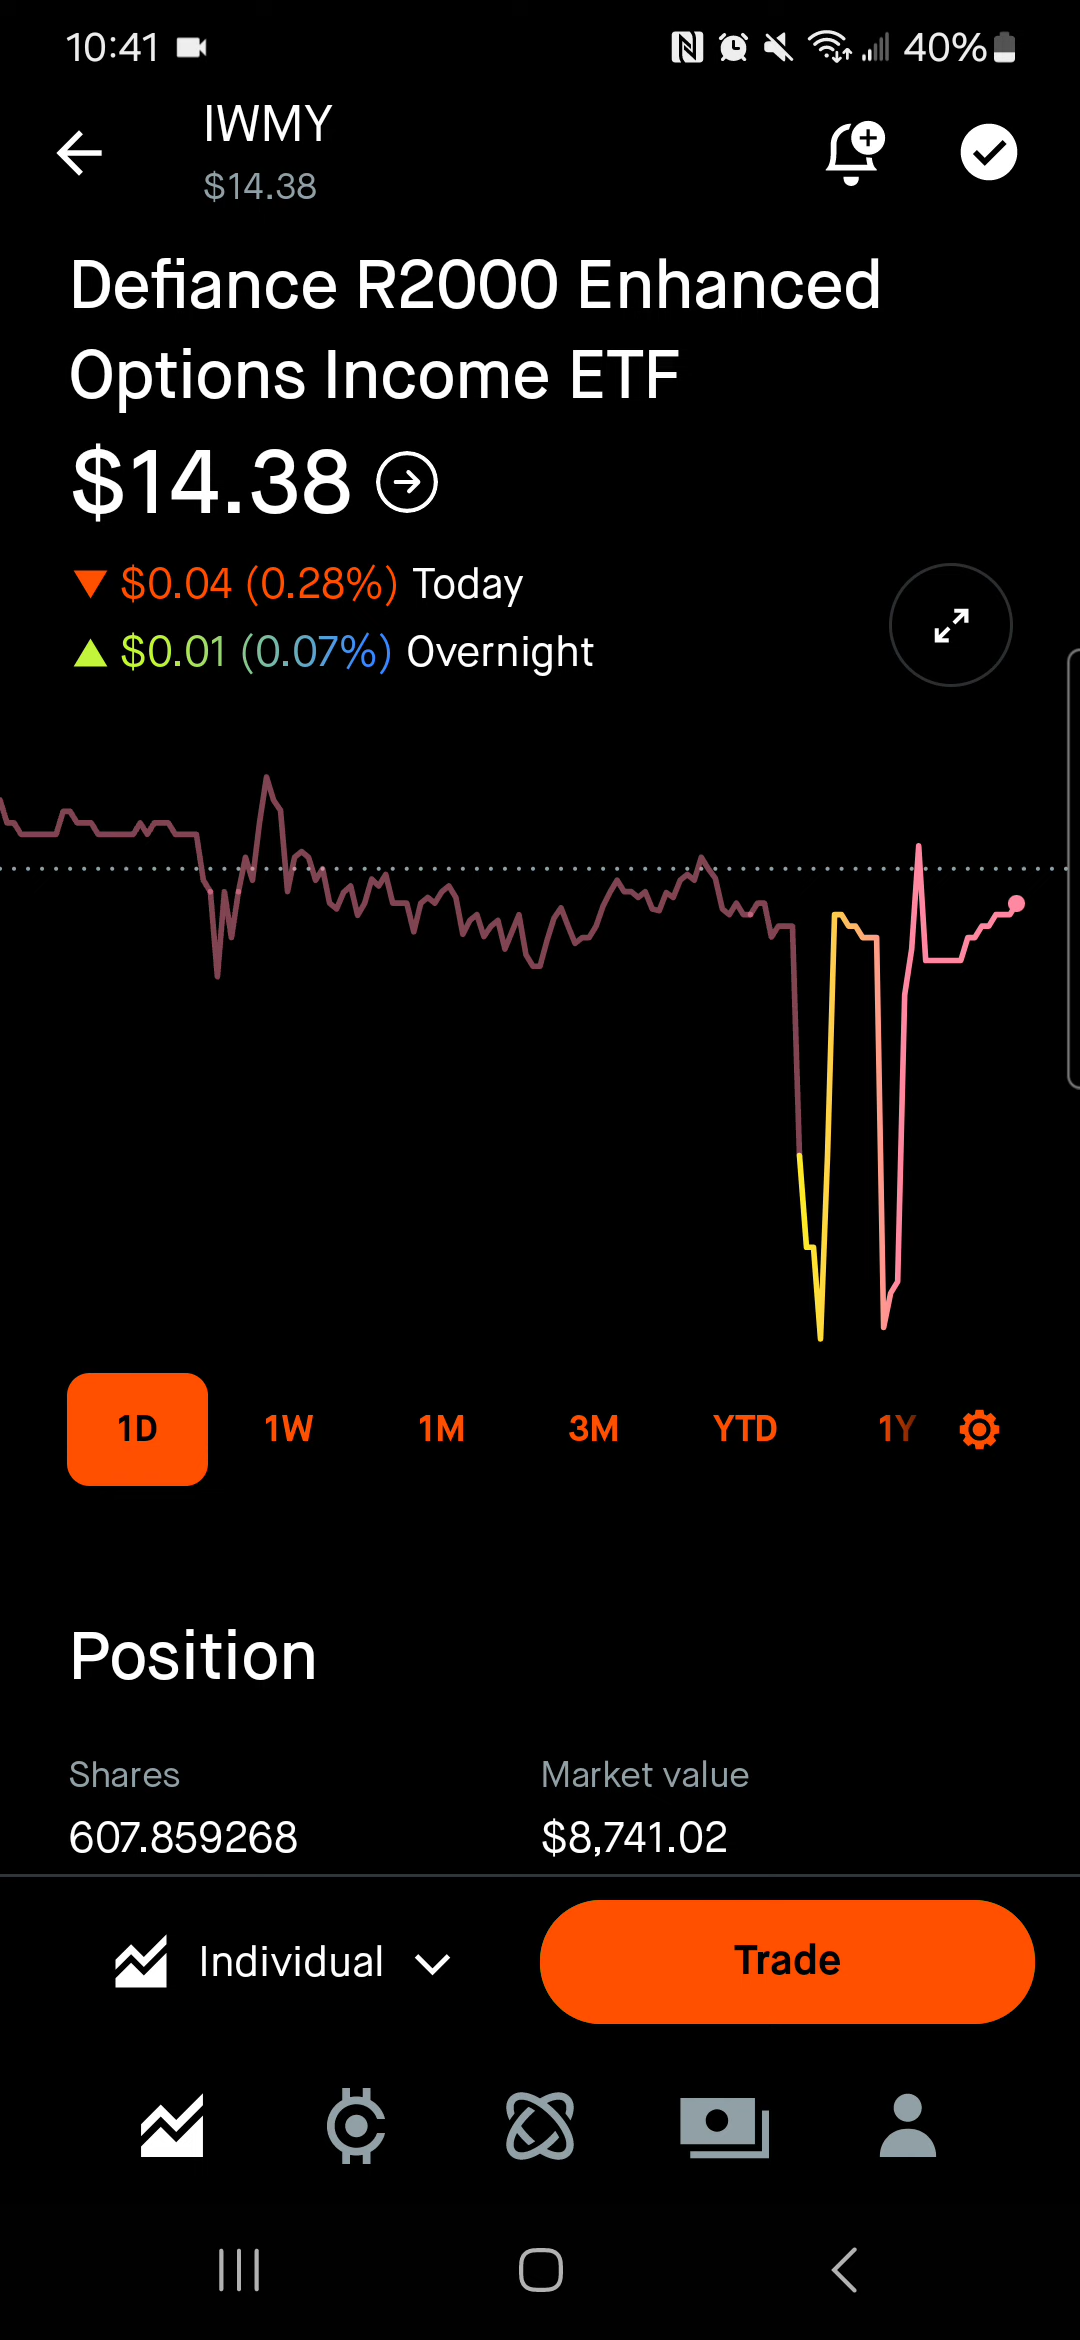 10:41
40%
IWMY
$14.38
Defiance R2000 Enhanced
Options Income ETF
$14.38
$0.04 (0.28%) Today
$0.01 (0.07%) Overnight
1D 1W 1M 3M YTD 1Y
Position
Shares Market value
607.859268 $8,741.02
Individual Trade